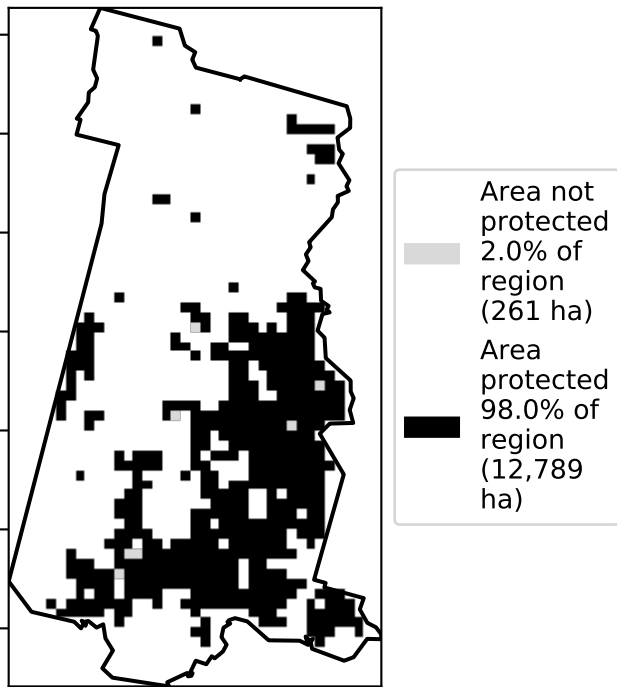 Area not
protected
2.0% of
region
(261 ha)
Area
protected
98.0% of
region
(12,789
ha)